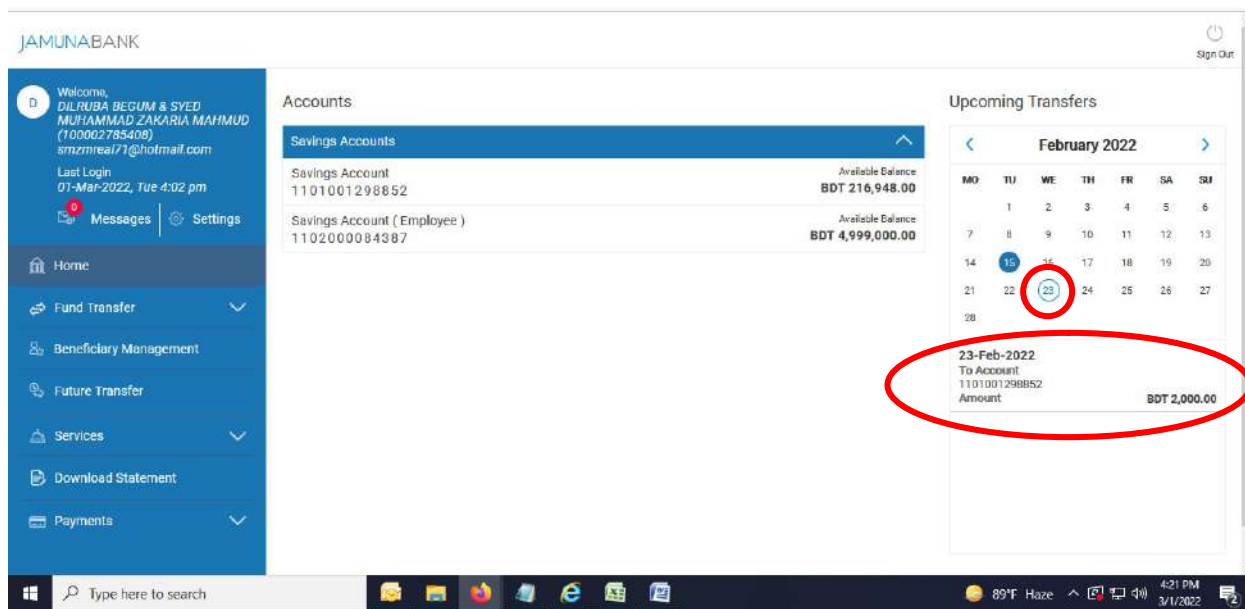 JAMUNABANK
Sign Out
D
Welcome,
DILRUBA BEGUM & SYED
MUHAMMAD ZAKARIA MAHMUD
(100002785408)
smzmreal71@hotmail.com
Last Login
01-Mar-2022, Tue 4:02 pm
0
Messages
Settings
Home
Fund Transfer
Beneficiary Management
Future Transfer
Services
Download Statement
Payments
Accounts
Savings Accounts
Savings Account
1101001298852
Available Balance
BDT 216,948.00
Savings Account ( Employee )
1102000084387
Available Balance
BDT 4,999,000.00
Upcoming Transfers
February 2022
MO TU WE TH FR SA SU
1 2 3 4 5 6
7 8 9 10 11 12 13
14 15 16 17 18 19 20
21 22 23 24 25 26 27
28
23-Feb-2022
To Account
1101001298852
Amount BDT 2,000.00
Type here to search
89°F Haze
4:21 PM
3/1/2022
2